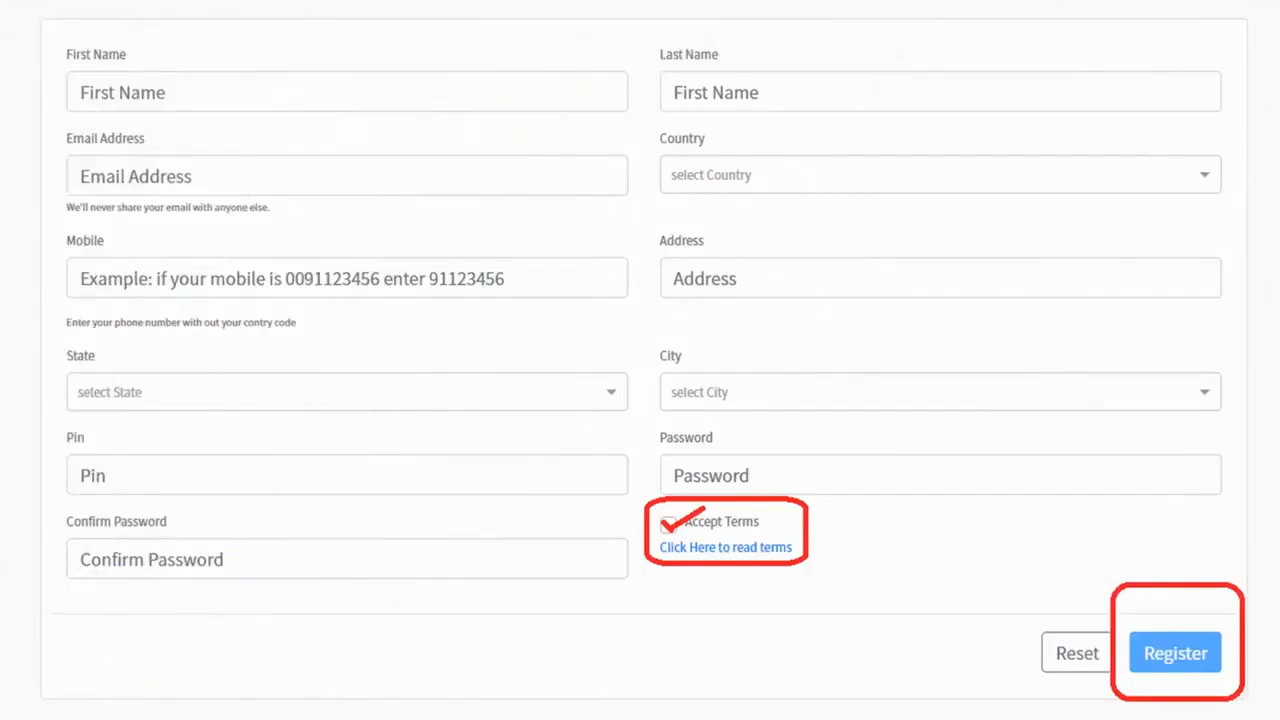 First Name
Last Name
First Name
First Name
Email Address
Country
Email Address
select Country
We'll never share your email with anyone else.
Mobile
Address
Example: if your mobile is 0091123456 enter 91123456
Address
Enter your phone number with out your contry code
State
City
select State
select City
Pin
Password
Pin
Password
Confirm Password
Accept Terms
Click Here to read terms
Confirm Password
Reset
Register